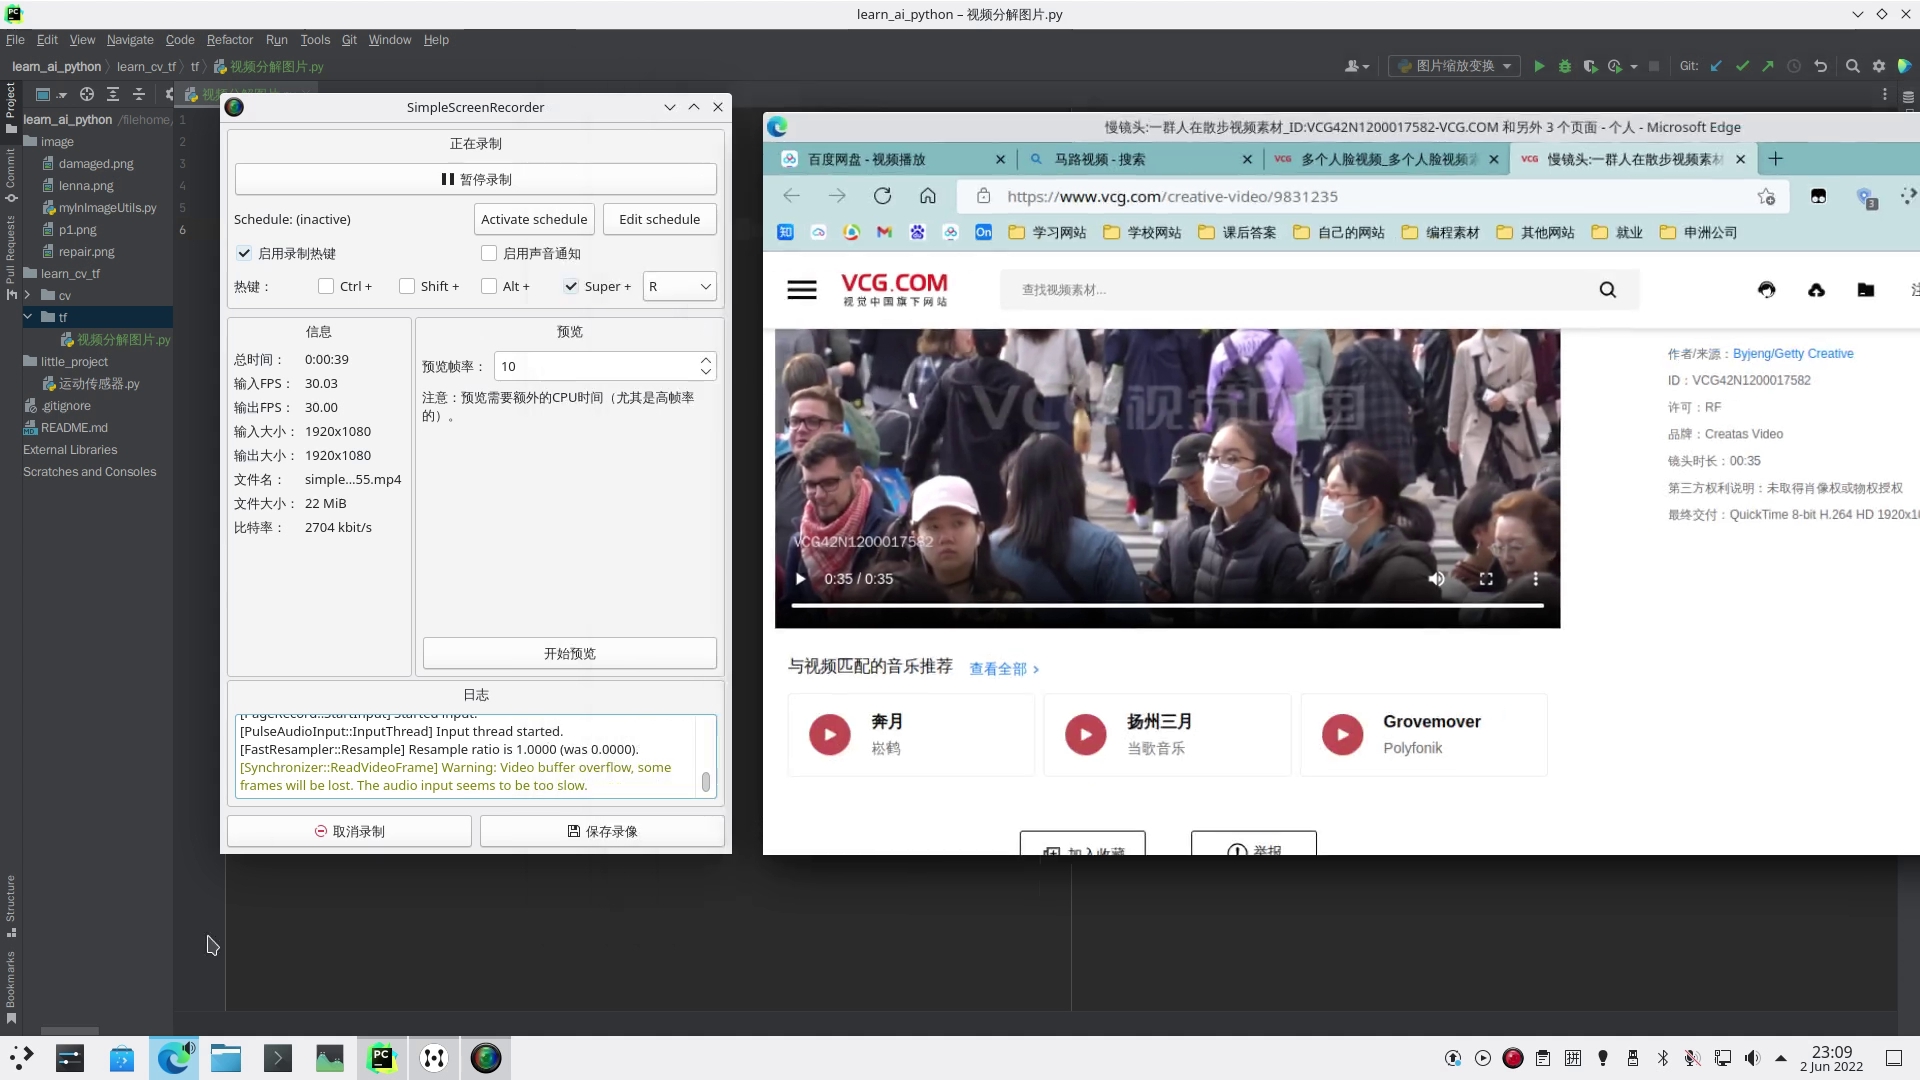 learn_ai_python – 视频分解图片.py
File Edit View Navigate Code Refactor Run Tools Git Window Help
learn_ai_python learn_cv_tf tf 视频分解图片.py
图片缩放变换
Git:
Project
Commit
Pull Requests
Structure
Bookmarks
learn_ai_python /filehome
image
damaged.png
lenna.png
myInImageUtils.py
p1.png
repair.png
learn_cv_tf
cv
tf
视频分解图片.py
little_project
运动传感器.py
.gitignore
README.md
External Libraries
Scratches and Consoles
1
2
3
4
5
6
SimpleScreenRecorder
正在录制
暂停录制
Schedule: (inactive)
Activate schedule
Edit schedule
启用录制热键
启用声音通知
热键： Ctrl + Shift + Alt + Super + R
信息
总时间： 0:00:39
输入FPS： 30.03
输出FPS： 30.00
输入大小： 1920x1080
输出大小： 1920x1080
文件名： simple...55.mp4
文件大小： 22 MiB
比特率： 2704 kbit/s
预览
预览帧率： 10
注意：预览需要额外的CPU时间（尤其是高帧率
的）。
开始预览
日志
[PageRecord::StartInput] Started input.
[PulseAudioInput::InputThread] Input thread started.
[FastResampler::Resample] Resample ratio is 1.0000 (was 0.0000).
[Synchronizer::ReadVideoFrame] Warning: Video buffer overflow, some
frames will be lost. The audio input seems to be too slow.
取消录制
保存录像
慢镜头:一群人在散步视频素材_ID:VCG42N1200017582-VCG.COM 和另外 3 个页面 - 个人 - Microsoft Edge
百度网盘 - 视频播放
马路视频 - 搜索
多个人脸视频_多个人脸视频素
慢镜头:一群人在散步视频素材
https://www.vcg.com/creative-video/9831235
3
知
On
学习网站
学校网站
课后答案
自己的网站
编程素材
其他网站
就业
申洲公司
VCG.COM
视觉中国旗下网站
查找视频素材...
注
VCG 视觉中国
VCG42N1200017582
0:35 / 0:35
作者/来源：Byjeng/Getty Creative
ID：VCG42N1200017582
许可：RF
品牌：Creatas Video
镜头时长：00:35
第三方权利说明：未取得肖像权或物权授权
最终交付：QuickTime 8-bit H.264 HD 1920x10
与视频匹配的音乐推荐 查看全部 >
奔月
崧鹤
扬州三月
当歌音乐
Grovemover
Polyfonik
加入收藏
举报
PC
23:09
2 Jun 2022